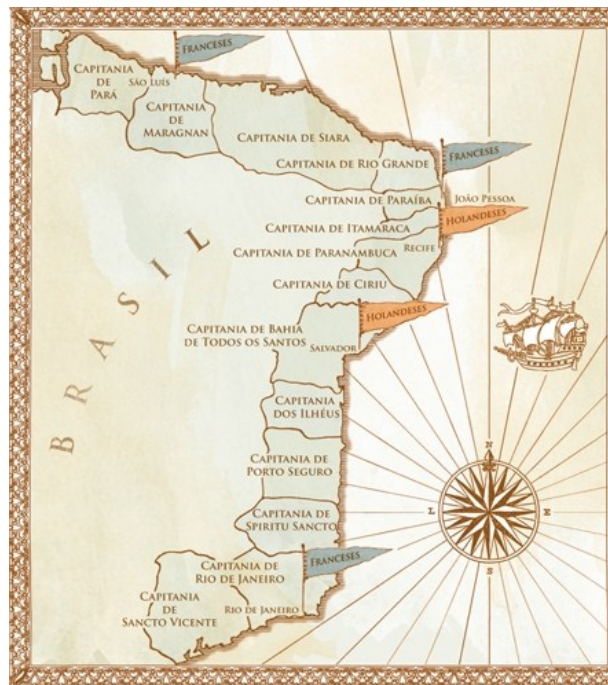 FRANCESES
CAPITANIA
DE
PARÁ
SÃO LUÍS
CAPITANIA
DE
MARAGNAN
CAPITANIA DE SIARA
FRANCESES
CAPITANIA DE RIO GRANDE
CAPITANIA DE PARAÍBA
JOÃO PESSOA
HOLANDESES
CAPITANIA DE ITAMARACA
RECIFE
CAPITANIA DE PARANAMBUCA
CAPITANIA DE CIRIU
HOLANDESES
CAPITANIA DE BAHIA
DE TODOS OS SANTOS
SALVADOR
BRASIL
CAPITANIA
DOS ILHÉUS
CAPITANIA DE
PORTO SEGURO
N
L
E
S
CAPITANIA DE
SPIRITU SANCTO
FRANCESES
CAPITANIA DE
RIO DE JANEIRO
RIO DE JANEIRO
CAPITANIA
DE
SANCTO VICENTE